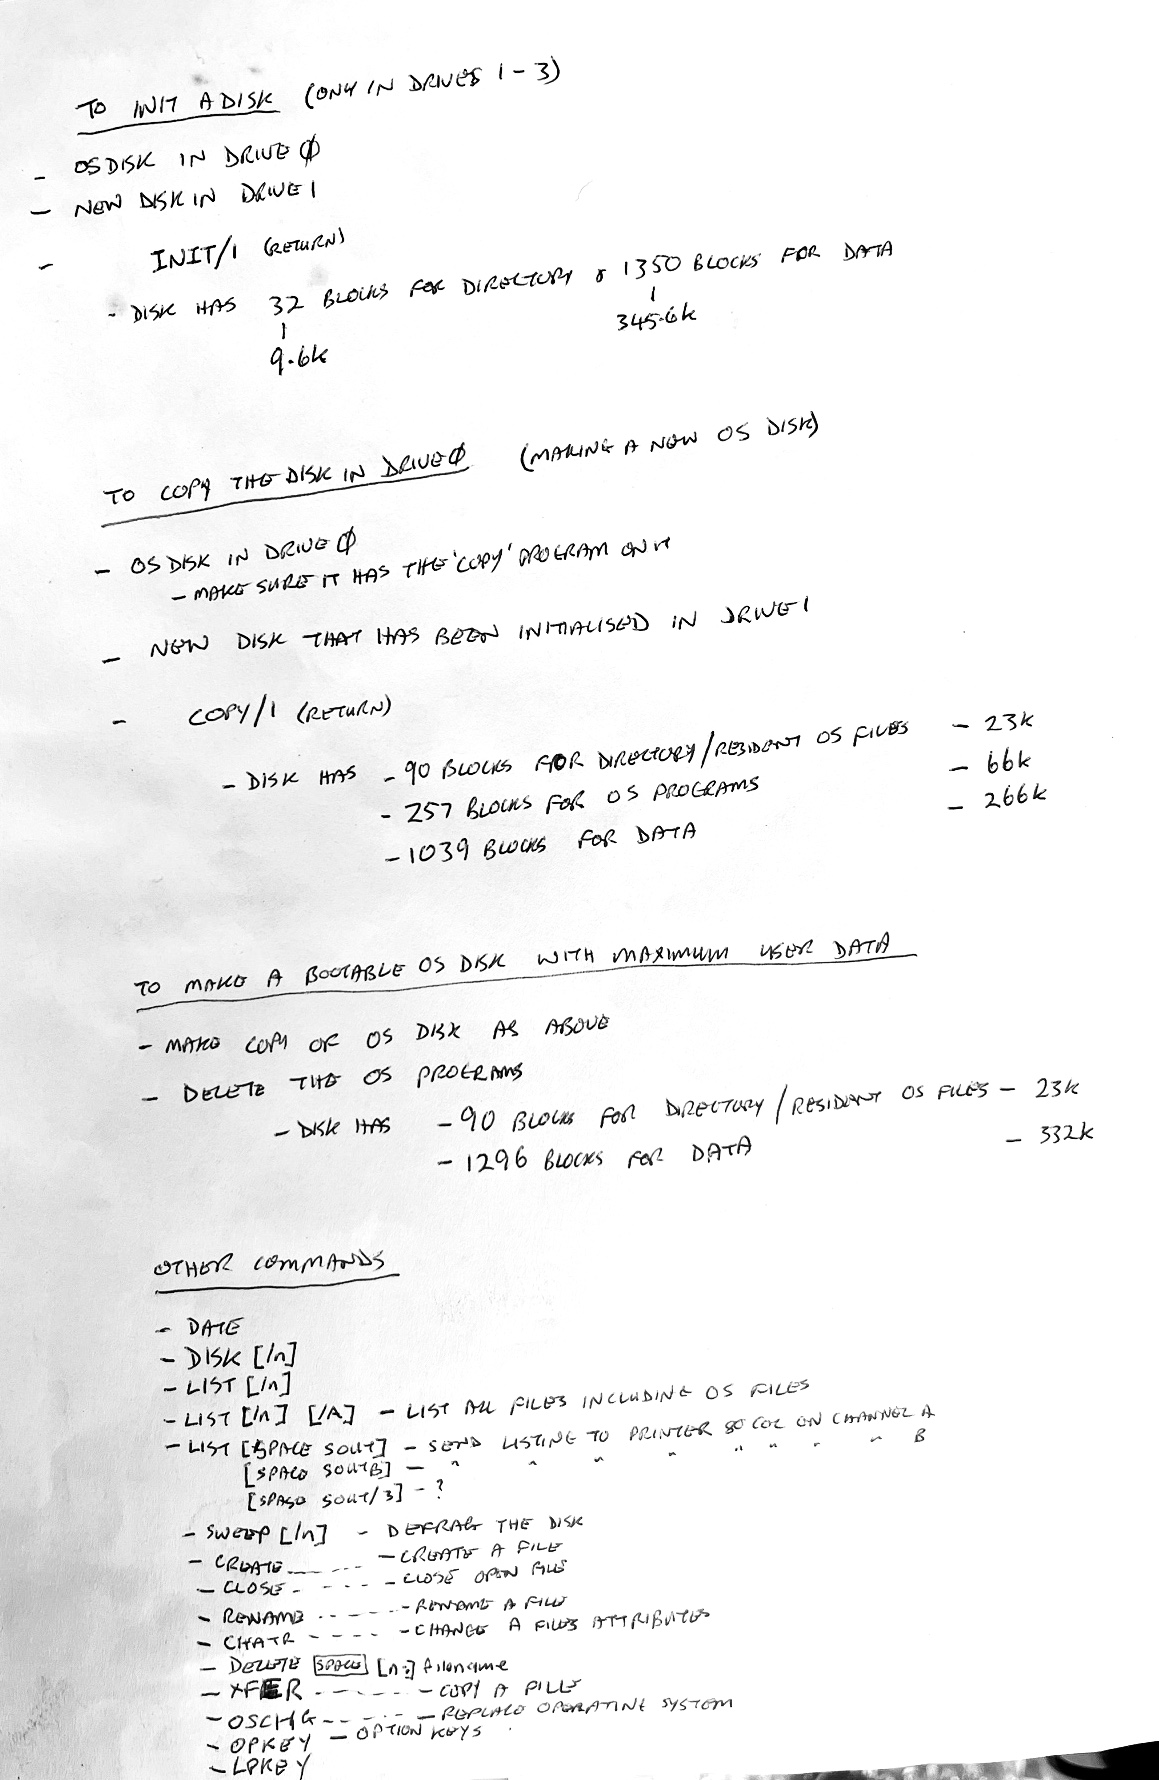 TO INIT A DISK (ONLY IN DRIVES 1-3)
- OS DISK IN DRIVE Ø
- NEW DISK IN DRIVE 1
- INIT/1 (RETURN)
- DISK HAS 32 BLOCKS FOR DIRECTORY & 1350 BLOCKS FOR DATA
9.6K 345.6K
TO COPY THE DISK IN DRIVE Ø (MAKING A NEW OS DISK)
- OS DISK IN DRIVE Ø
- MAKE SURE IT HAS THE 'COPY' PROGRAM ON IT
- NEW DISK THAT HAS BEEN INITIALISED IN DRIVE 1
- COPY/1 (RETURN)
- DISK HAS - 90 BLOCKS FOR DIRECTORY/RESIDENT OS FILES - 23K
- 257 BLOCKS FOR OS PROGRAMS - 66K
- 1039 BLOCKS FOR DATA - 266K
TO MAKE A BOOTABLE OS DISK WITH MAXIMUM USER DATA
- MAKE COPY OF OS DISK AS ABOVE
- DELETE THE OS PROGRAMS
- DISK HAS - 90 BLOCKS FOR DIRECTORY/RESIDENT OS FILES - 23K
- 1296 BLOCKS FOR DATA - 332K
OTHER COMMANDS
- DATE
- DISK [/n]
- LIST [/n]
- LIST [/n] [/A] - LIST ALL FILES INCLUDING OS FILES
- LIST [SPACE SOUT] - SEND LISTING TO PRINTER 80 COL ON CHANNEL A
[SPACE SOUTB] - " " " " " " " " B
[SPACE SOUT/3] - ?
- SWEEP [/n] - DEFRAG THE DISK
- CREATE ------ - CREATE A FILE
- CLOSE - - - - - - CLOSE OPEN FILE
- RENAME - - - - - - RENAME A FILE
- CHATR - - - - - CHANGE A FILES ATTRIBUTES
- DELETE SPACE [n:] filename
- XFER - - - - - - COPY A FILE
- OSCHG - - - - - - REPLACE OPERATING SYSTEM
- OPKEY - OPTION KEYS
- LPKEY